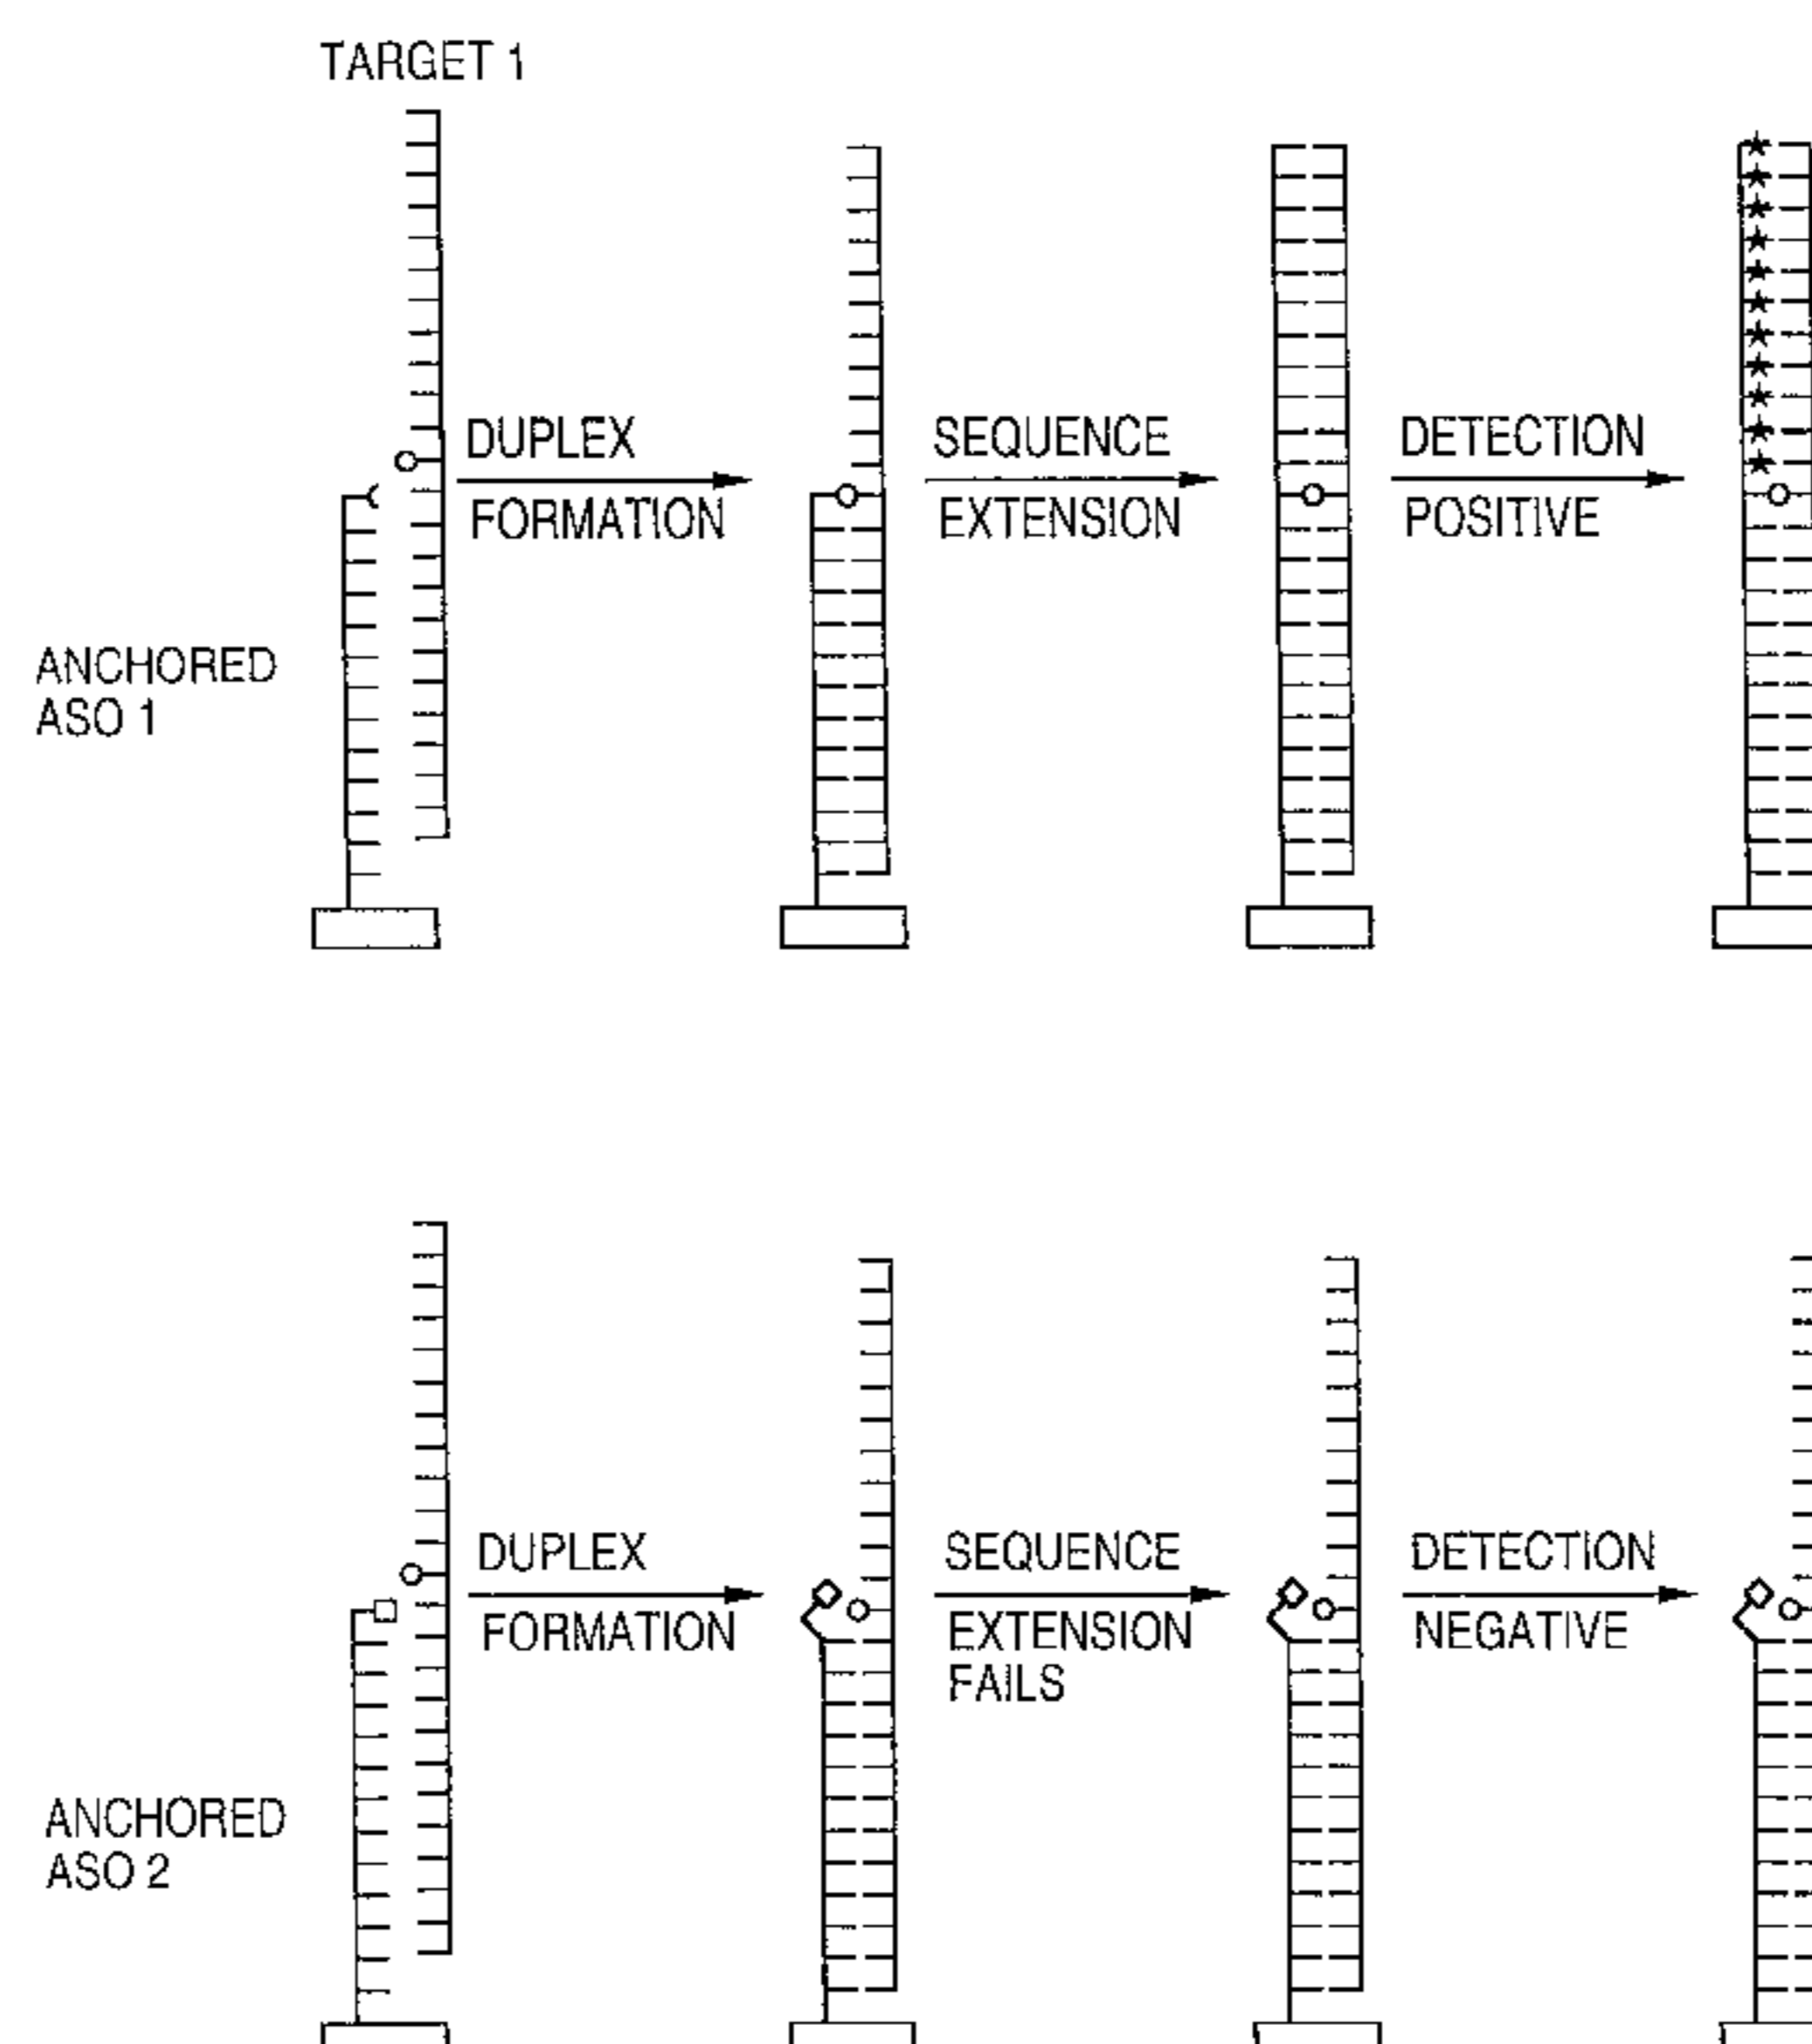 TARGET 1
DUPLEX
FORMATION
SEQUENCE
EXTENSION
DETECTION
POSITIVE
ANCHORED
ASO 1
DUPLEX
FORMATION
SEQUENCE
EXTENSION
FAILS
DETECTION
NEGATIVE
ANCHORED
ASO 2